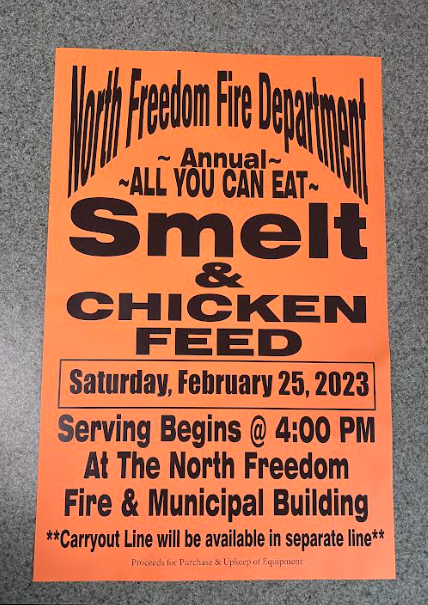 North Freedom Fire Department
~ Annual~
~ALL YOU CAN EAT~
Smelt
&
CHICKEN
FEED
Saturday, February 25, 2023
Serving Begins @ 4:00 PM
At The North Freedom
Fire & Municipal Building
**Carryout Line will be available in separate line**
Proceeds for Purchase & Upkeep of Equipment